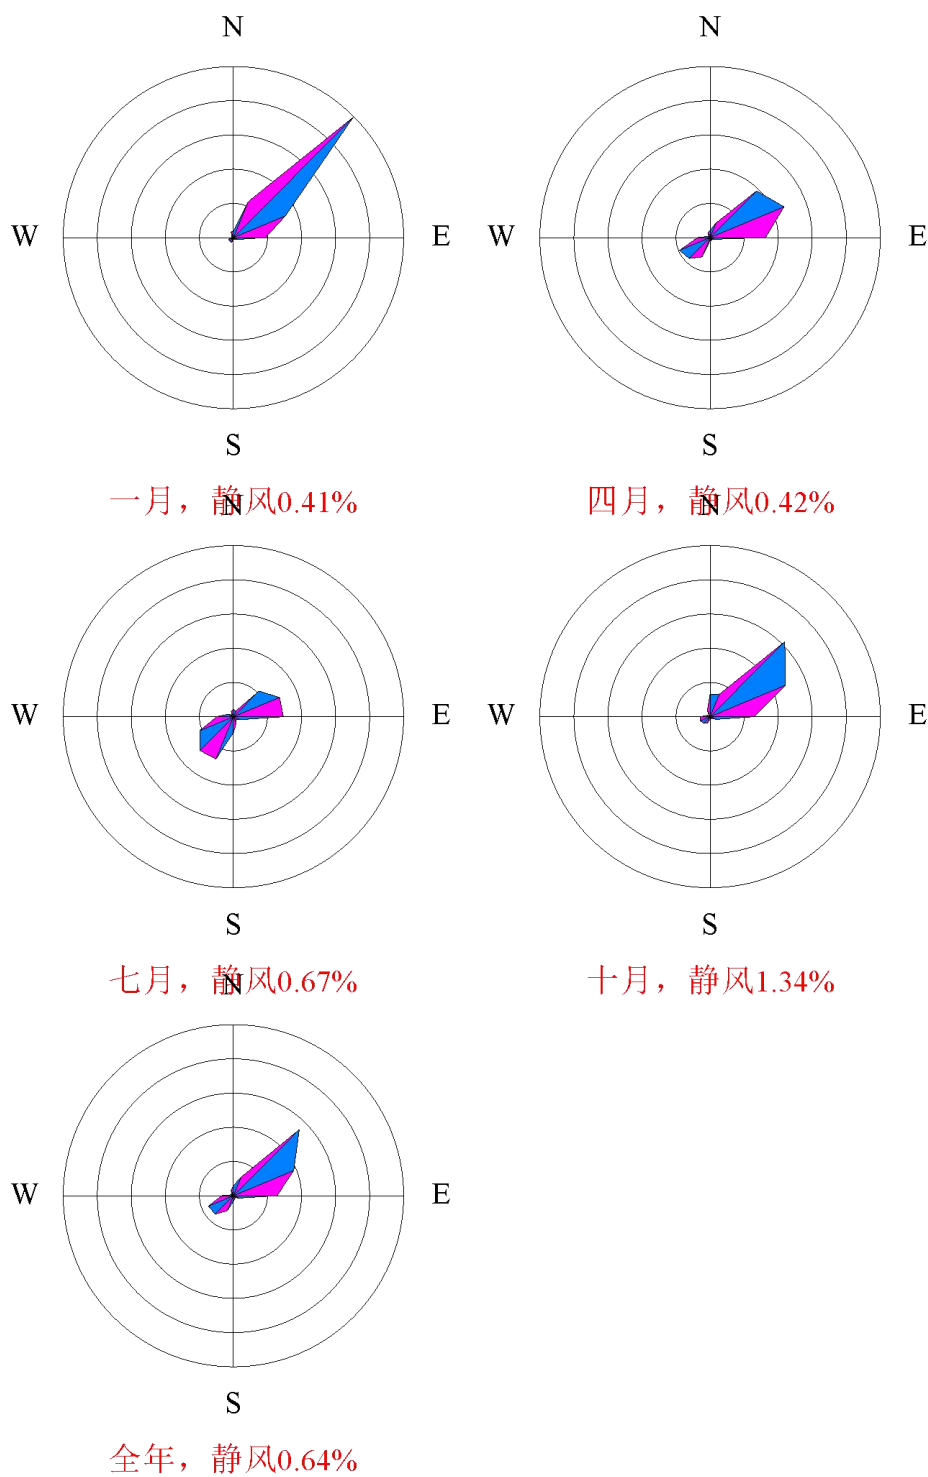 N N
W E W E
S S
一月，静风0.41% 四月，静风0.42%
N N
W E W E
S S
七月，静风0.67% 十月，静风1.34%
N
W E
S
全年，静风0.64%